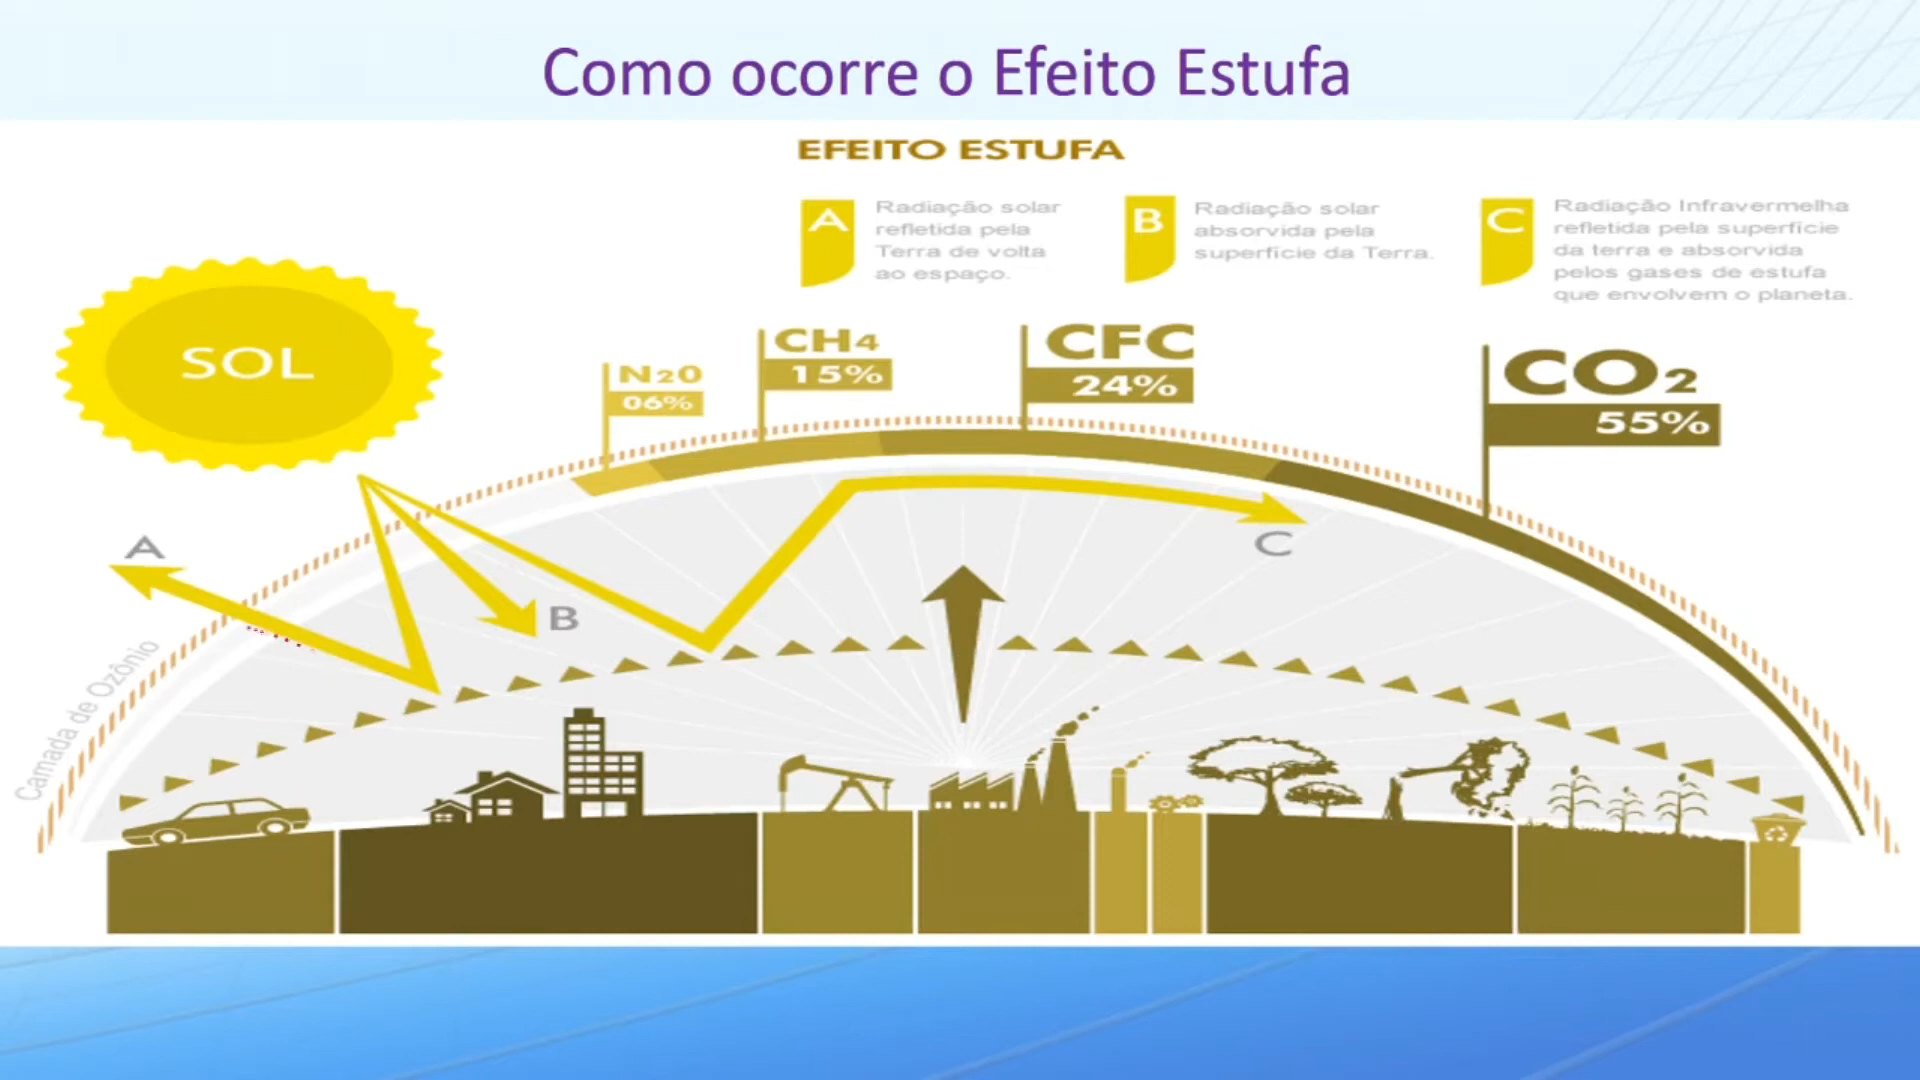 Como ocorre o Efeito Estufa
EFEITO ESTUFA
A
Radiação solar
refletida pela
Terra de volta
ao espaço.
B
Radiação solar
absorvida pela
superfície da Terra.
C
Radiação Infravermelha
refletida pela superfície
da terra e absorvida
pelos gases de estufa
que envolvem o planeta.
SOL
N20
06%
CH4
15%
CFC
24%
CO2
55%
A
B
C
Camada de Ozônio